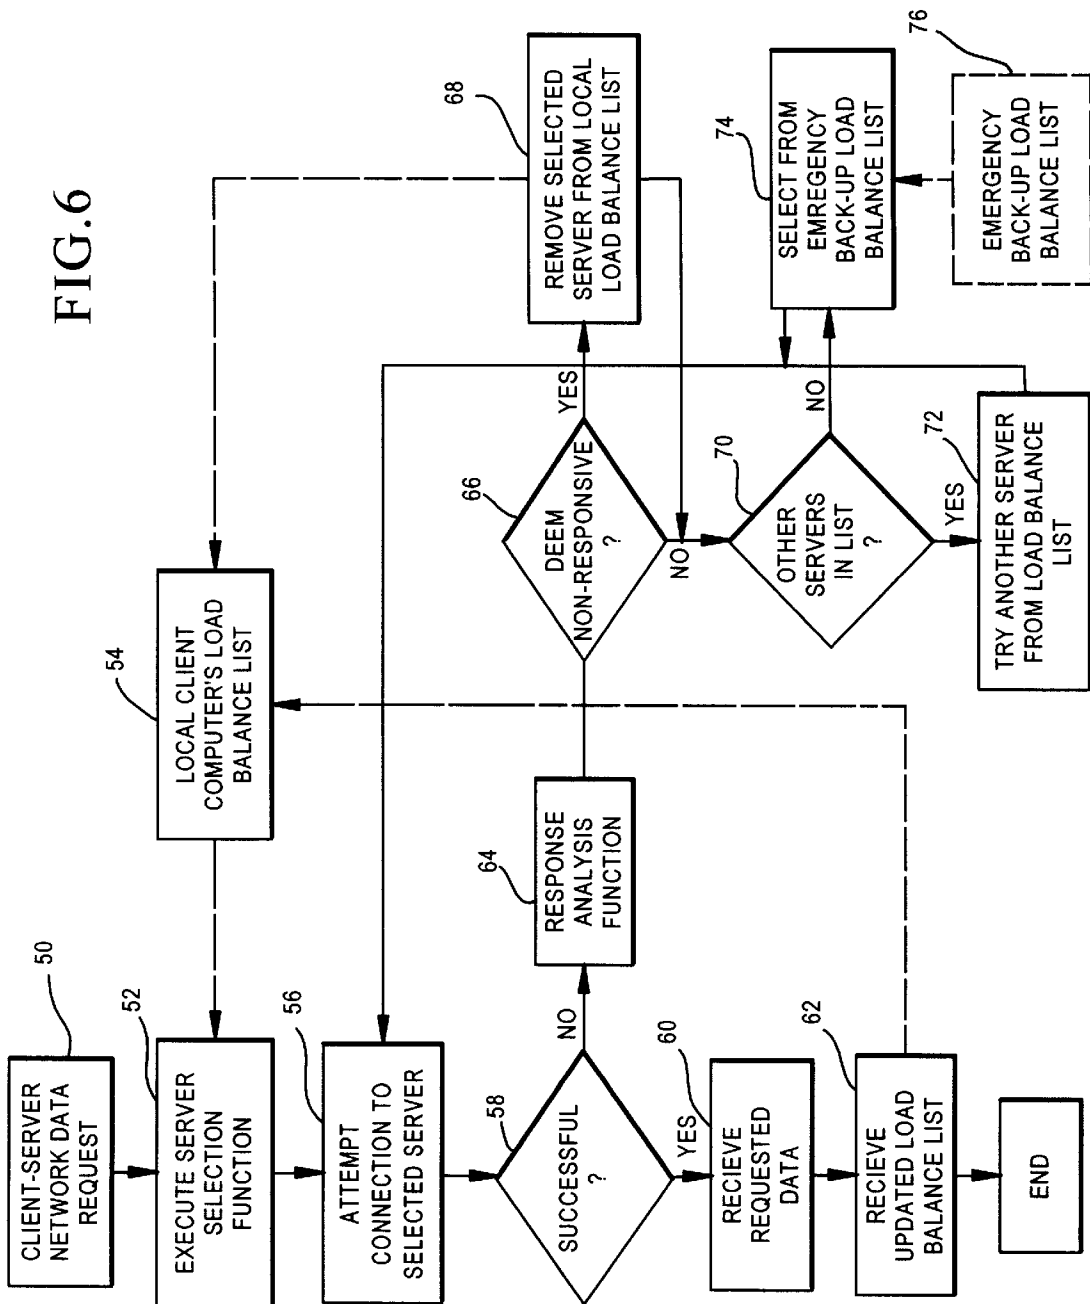 FIG.6
50
CLIENT-SERVER
NETWORK DATA
REQUEST
52
EXECUTE SERVER
SELECTION
FUNCTION
54
LOCAL CLIENT
COMPUTER'S LOAD
BALANCE LIST
56
ATTEMPT
CONNECTION TO
SELECTED SERVER
58
SUCCESSFUL
?
NO
YES
60
RECIEVE
REQUESTED
DATA
62
RECIEVE
UPDATED LOAD
BALANCE LIST
END
64
RESPONSE
ANALYSIS
FUNCTION
66
DEEM
NON-RESPONSIVE
?
YES
NO
68
REMOVE SELECTED
SERVER FROM LOCAL
LOAD BALANCE LIST
70
OTHER
SERVERS
IN LIST
?
NO
YES
72
TRY ANOTHER SERVER
FROM LOAD BALANCE
LIST
74
SELECT FROM
EMREGENCY
BACK-UP LOAD
BALANCE LIST
76
EMERGENCY
BACK-UP LOAD
BALANCE LIST